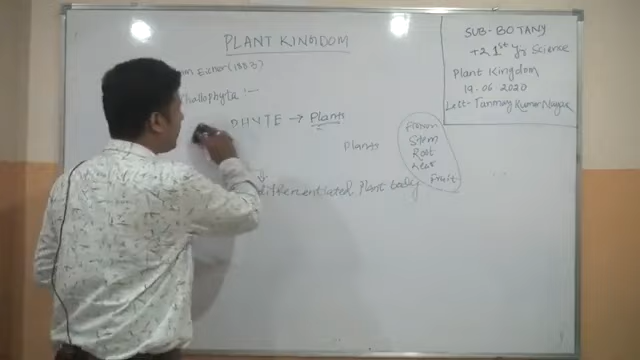 PLANT KINGDOM
Eichler (1883)
Thallophyta :—
PHYTE → Plants
Plants
Flower
Stem
Root
Leaf
Fruit
differentiated Plant body
SUB- BOTANY
+2 1st yr Science
Plant Kingdom
19.06 2020
Lect- Tanmay Kumar Nayak